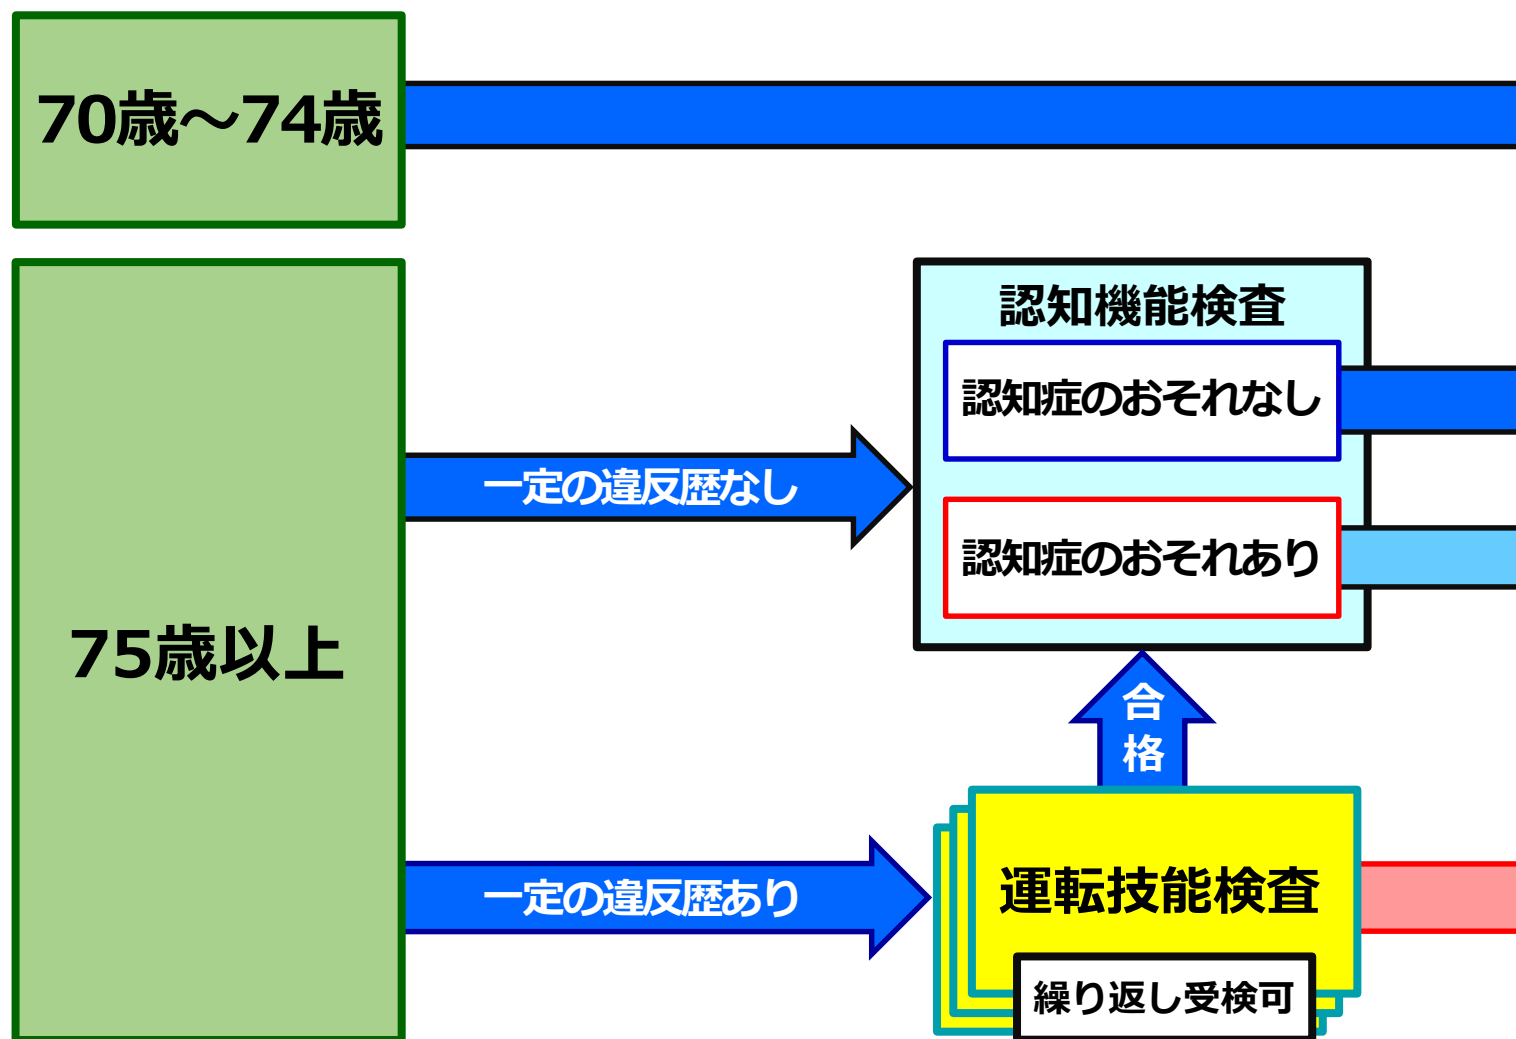 70歳～74歳
認知機能検査
認知症のおそれなし
一定の違反歴なし
認知症のおそれあり
75歳以上
合
格
運転技能検査
一定の違反歴あり
繰り返し受検可